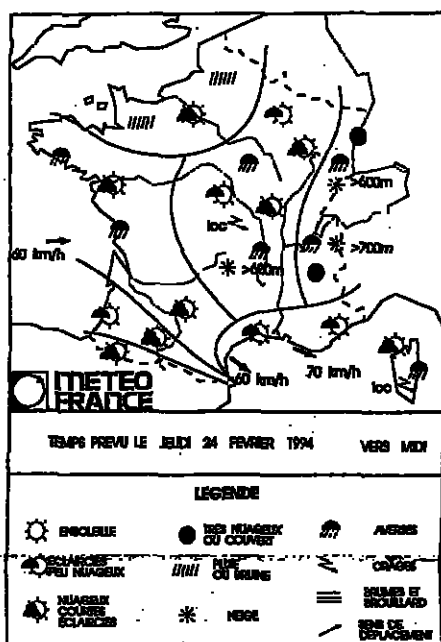 >600m
loc
>700m
60 km/h
60 km/h
70 km/h
loc
METEO
FRANCE
TEMPS PREVU LE JEUDI 24 FEVRIER 1994 VERS MIDI
LEGENDE
ENSOLEILLE
TRES NUAGEUX
OU COUVERT
AVERSES
ECLAIRCIES
PEU NUAGEUX
PLUIE
OU BRUINE
ORAGES
NUAGEUX
COURTES
ECLAIRCIES
NEIGE
BRUMES ET
BROUILLARD
SENS DE
DEPLACEMENT